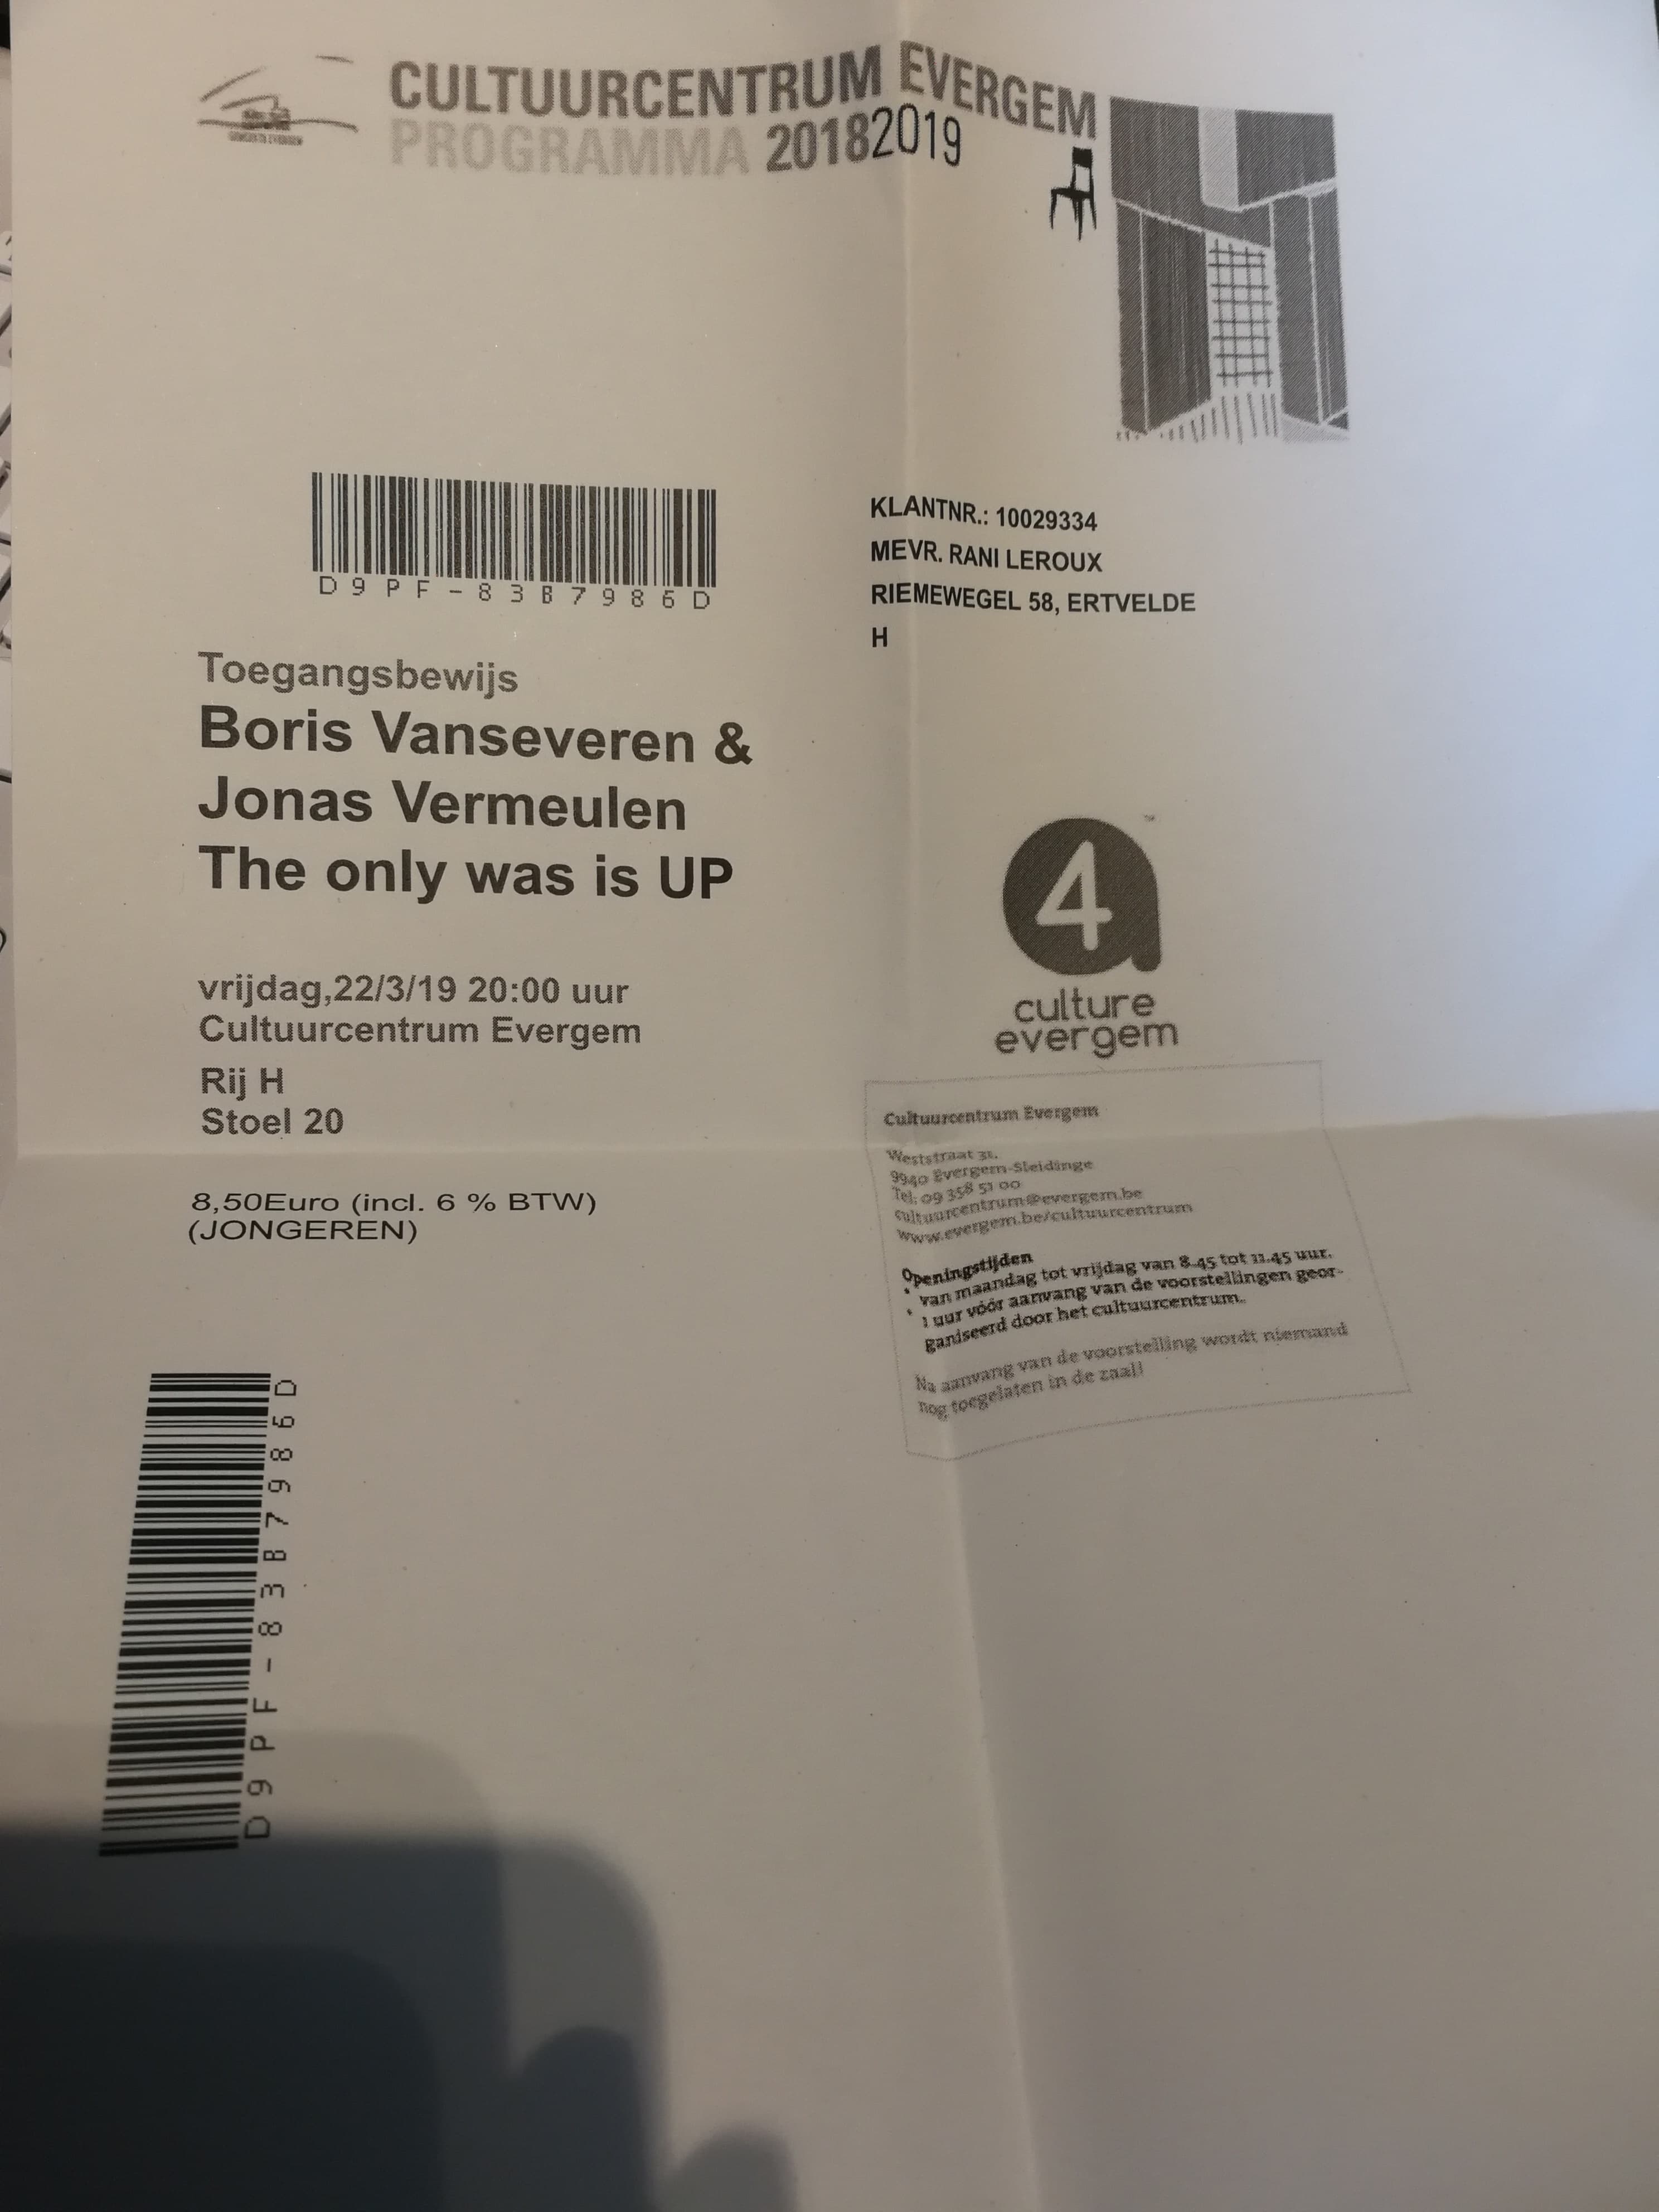 CULTUURCENTRUM EVERGEM
PROGRAMMA 20182019
D9PF-83B7986D
KLANTNR.: 10029334
MEVR. RANI LEROUX
RIEMEWEGEL 58, ERTVELDE
H
Toegangsbewijs
Boris Vanseveren &
Jonas Vermeulen
The only was is UP
vrijdag,22/3/19 20:00 uur
Cultuurcentrum Evergem
Rij H
Stoel 20
8,50Euro (incl. 6 % BTW)
(JONGEREN)
4
TM
culture
evergem
Cultuurcentrum Evergem
Weststraat 31.
9940 Evergem-Sleidinge
Tel: 09 358 51 00
cultuurcentrum@evergem.be
www.evergem.be/cultuurcentrum
Openingstijden
• van maandag tot vrijdag van 8.45 tot 11.45 uur.
• 1 uur vóór aanvang van de voorstellingen geor-
ganiseerd door het cultuurcentrum.
Na aanvang van de voorstelling wordt niemand
nog toegelaten in de zaal!
D9PF-83B7986D